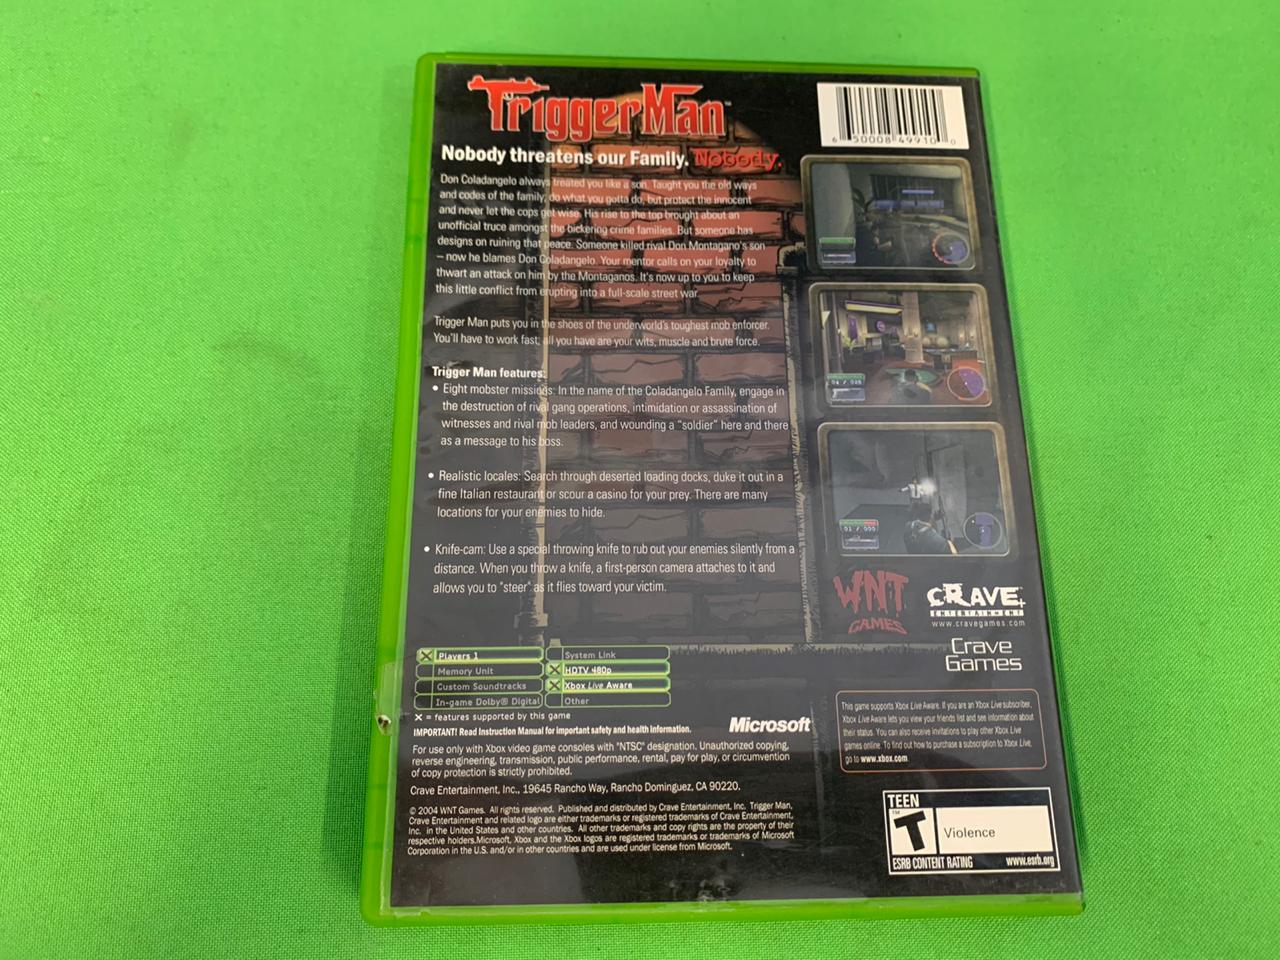 TriggerMan™
6 50008 49910 0
Nobody threatens our Family. Nobody.
Don Coladangelo always treated you like a son. Taught you the old ways
and codes of the family; do what you gotta do, but protect the innocent
and never let the cops get wise. His rise to the top brought about an
unofficial truce amongst the bickering crime families. But someone has
designs on ruining that peace. Someone killed rival Don Montagano's son
– now he blames Don Coladangelo. Your mentor calls on your loyalty to
thwart an attack on him by the Montaganos. It's now up to you to keep
this little conflict from erupting into a full-scale street war.
Trigger Man puts you in the shoes of the underworld's toughest mob enforcer.
You'll have to work fast, all you have are your wits, muscle and brute force.
Trigger Man features:
• Eight mobster missions: In the name of the Coladangelo Family, engage in
the destruction of rival gang operations, intimidation or assassination of
witnesses and rival mob leaders, and wounding a "soldier" here and there
as a message to his boss.
• Realistic locales: Search through deserted loading docks, duke it out in a
fine Italian restaurant or scour a casino for your prey. There are many
locations for your enemies to hide.
• Knife-cam: Use a special throwing knife to rub out your enemies silently from a
distance. When you throw a knife, a first-person camera attaches to it and
allows you to "steer" as it flies toward your victim.
WNT
GAMES
CRAVE
ENTERTAINMENT
www.cravegames.com
Crave
Games
X Players 1
Memory Unit
Custom Soundtracks
In-game Dolby® Digital
System Link
X HDTV 480p
X Xbox Live Aware
Other
X = features supported by this game
IMPORTANT! Read Instruction Manual for important safety and health information.
Microsoft
For use only with Xbox video game consoles with "NTSC" designation. Unauthorized copying,
reverse engineering, transmission, public performance, rental, pay for play, or circumvention
of copy protection is strictly prohibited.
Crave Entertainment, Inc., 19645 Rancho Way, Rancho Dominguez, CA 90220.
© 2004 WNT Games. All rights reserved. Published and distributed by Crave Entertainment, Inc. Trigger Man,
Crave Entertainment and related logo are either trademarks or registered trademarks of Crave Entertainment,
Inc. in the United States and other countries. All other trademarks and copy rights are the property of their
respective holders.Microsoft, Xbox and the Xbox logos are registered trademarks or trademarks of Microsoft
Corporation in the U.S. and/or in other countries and are used under license from Microsoft.
This game supports Xbox Live Aware. If you are an Xbox Live subscriber,
Xbox Live Aware lets you view your friends list and see information about
their status. You can also receive invitations to play other Xbox Live
games online. To find out how to purchase a subscription to Xbox Live,
go to www.xbox.com
TEEN
T
Violence
ESRB CONTENT RATING www.esrb.org